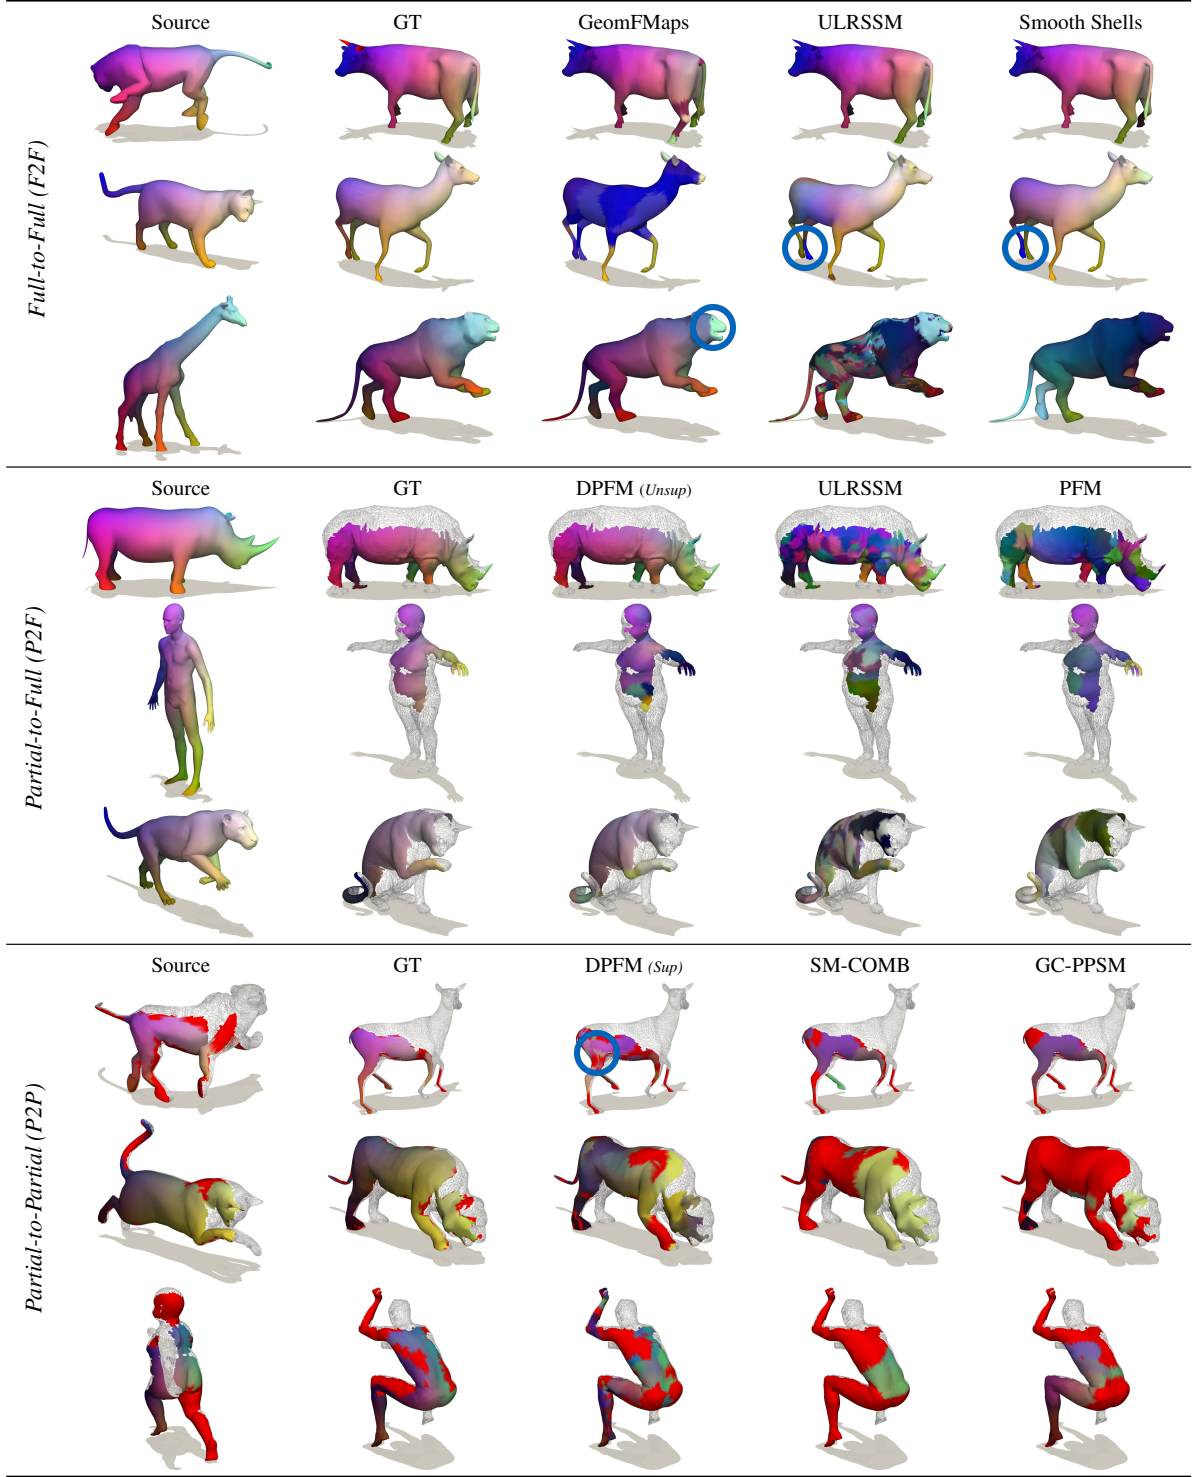 Source GT GeomFMaps ULRSSM Smooth Shells
Full-to-Full (F2F)
Source GT DPFM (Unsup) ULRSSM PFM
Partial-to-Full (P2F)
Source GT DPFM (Sup) SM-COMB GC-PPSM
Partial-to-Partial (P2P)